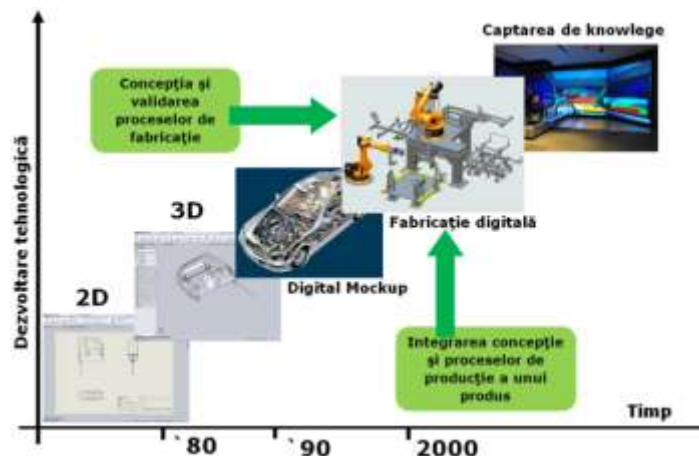 Captarea de knowlege
Concepția și
validarea
proceselor de
fabricație
Dezvoltare tehnologică
3D
Fabricație digitală
Digital Mockup
2D
Integrarea concepție
și proceselor de
producție a unui
produs
Timp
`80
`90
2000